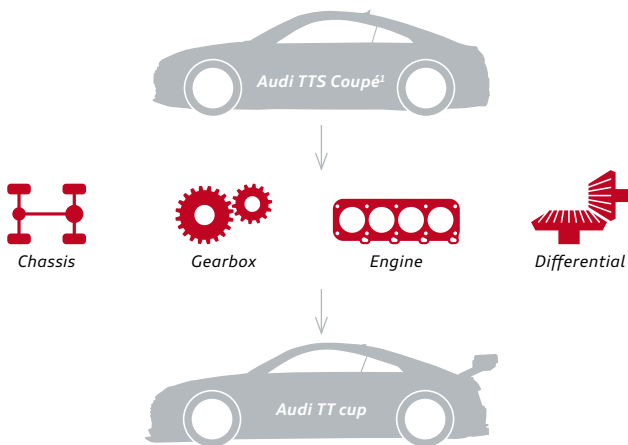 Audi TTS Coupé¹
Chassis
Gearbox
Engine
Differential
Audi TT cup